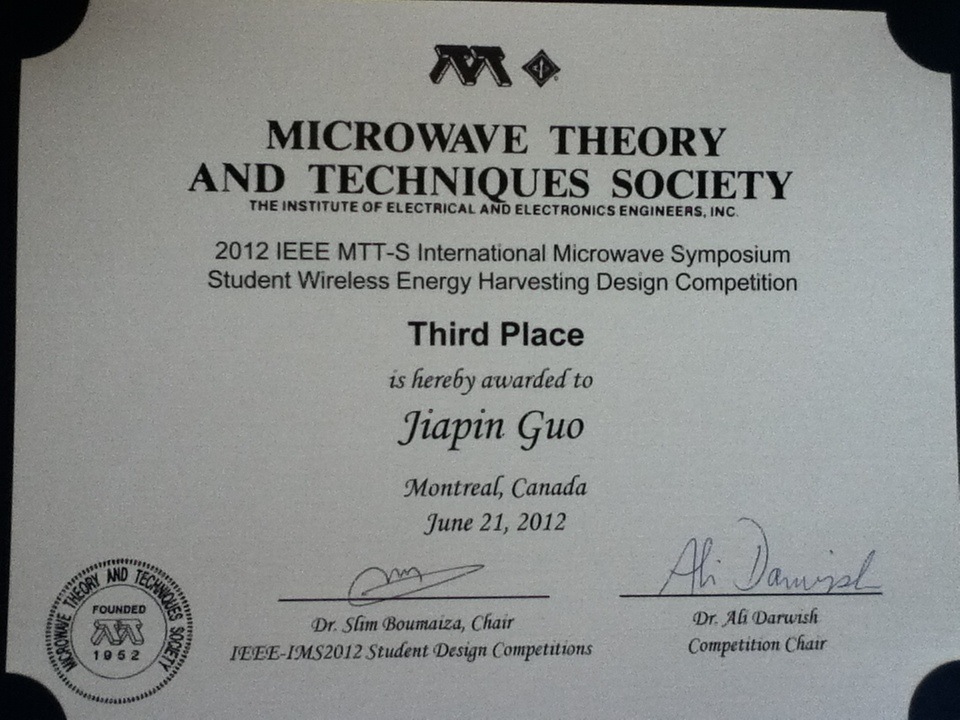 MICROWAVE THEORY
AND TECHNIQUES SOCIETY
THE INSTITUTE OF ELECTRICAL AND ELECTRONICS ENGINEERS, INC.
2012 IEEE MTT-S International Microwave Symposium
Student Wireless Energy Harvesting Design Competition
Third Place
is hereby awarded to
Jiapin Guo
Montreal, Canada
June 21, 2012
Ali Darwish
Dr. Slim Boumaiza, Chair
IEEE-IMS2012 Student Design Competitions
Dr. Ali Darwish
Competition Chair
MICROWAVE THEORY AND TECHNIQUES SOCIETY
FOUNDED
1952